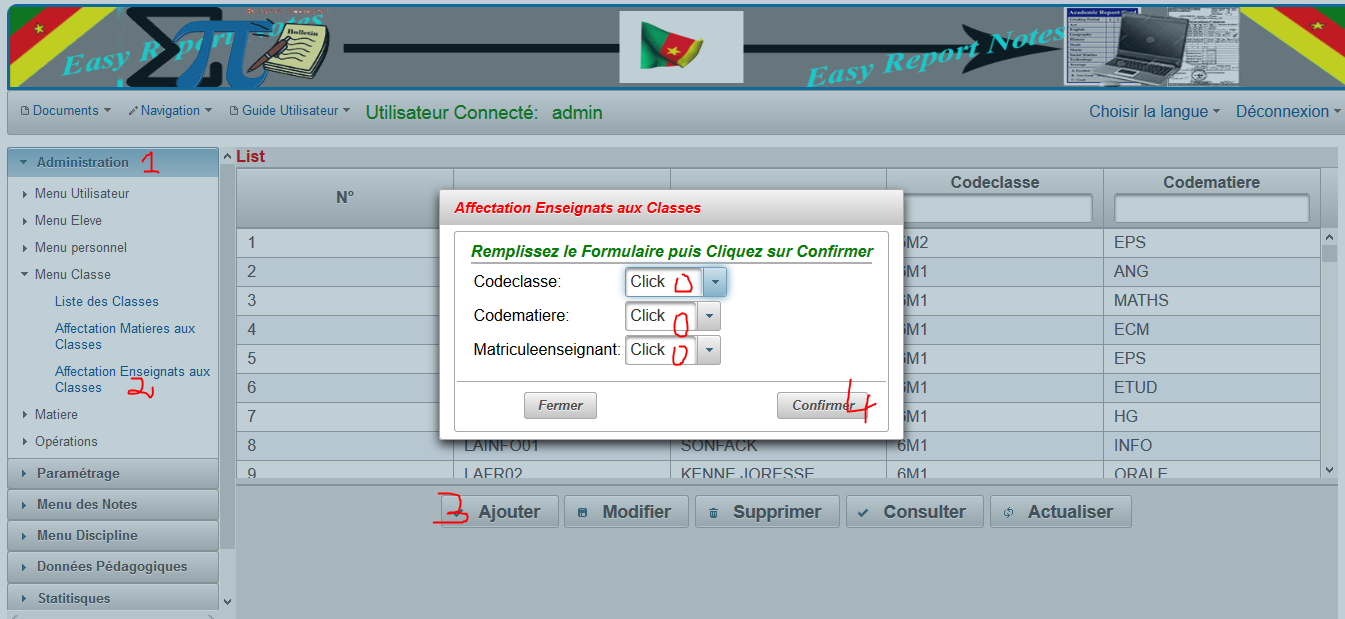 Easy Report Notes
Bulletin
Easy Report Notes
Academic Report Card
Documents Navigation Guide Utilisateur Utilisateur Connecté: admin Choisir la langue Déconnexion
Administration 1
Menu Utilisateur
Menu Eleve
Menu personnel
Menu Classe
Liste des Classes
Affectation Matieres aux
Classes
Affectation Enseignats aux
Classes 2
Matiere
Opérations
Paramétrage
Menu des Notes
Menu Discipline
Données Pédagogiques
Statitisques
List
N° Codeclasse Codematiere
1 6M2 EPS
2 6M1 ANG
3 6M1 MATHS
4 6M1 ECM
5 6M1 EPS
6 6M1 ETUD
7 6M1 HG
8 LAINFO01 SONFACK 6M1 INFO
9 LAFR02 KENNE JORESSE 6M1 ORALE
Affectation Enseignats aux Classes
Remplissez le Formulaire puis Cliquez sur Confirmer
Codeclasse: Click
Codematiere: Click
Matriculeenseignant: Click
Fermer Confirmer 4
3 Ajouter Modifier Supprimer Consulter Actualiser